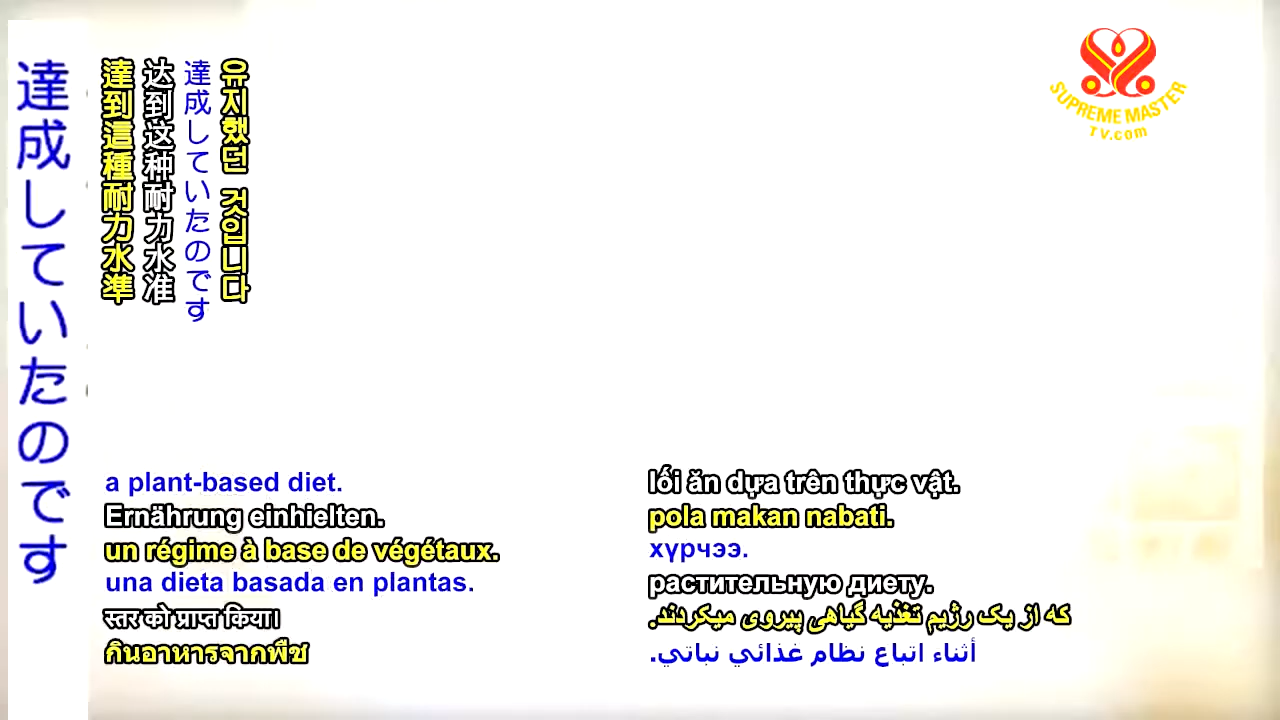 達成していたのです
達到這種耐力水準
达到这种耐力水准
達成していたのです
유지했던 것입니다
SUPREME MASTER
TV.com
a plant-based diet.
Ernährung einhielten.
un régime à base de végétaux.
una dieta basada en plantas.
स्तर को प्राप्त किया।
กินอาหารจากพืช
lối ăn dựa trên thực vật.
pola makan nabati.
хүрчээ.
растительную диету.
که از یک رژیم تغذیه گیاهی پیروی میکردند.
أثناء اتباع نظام غذائي نباتي.